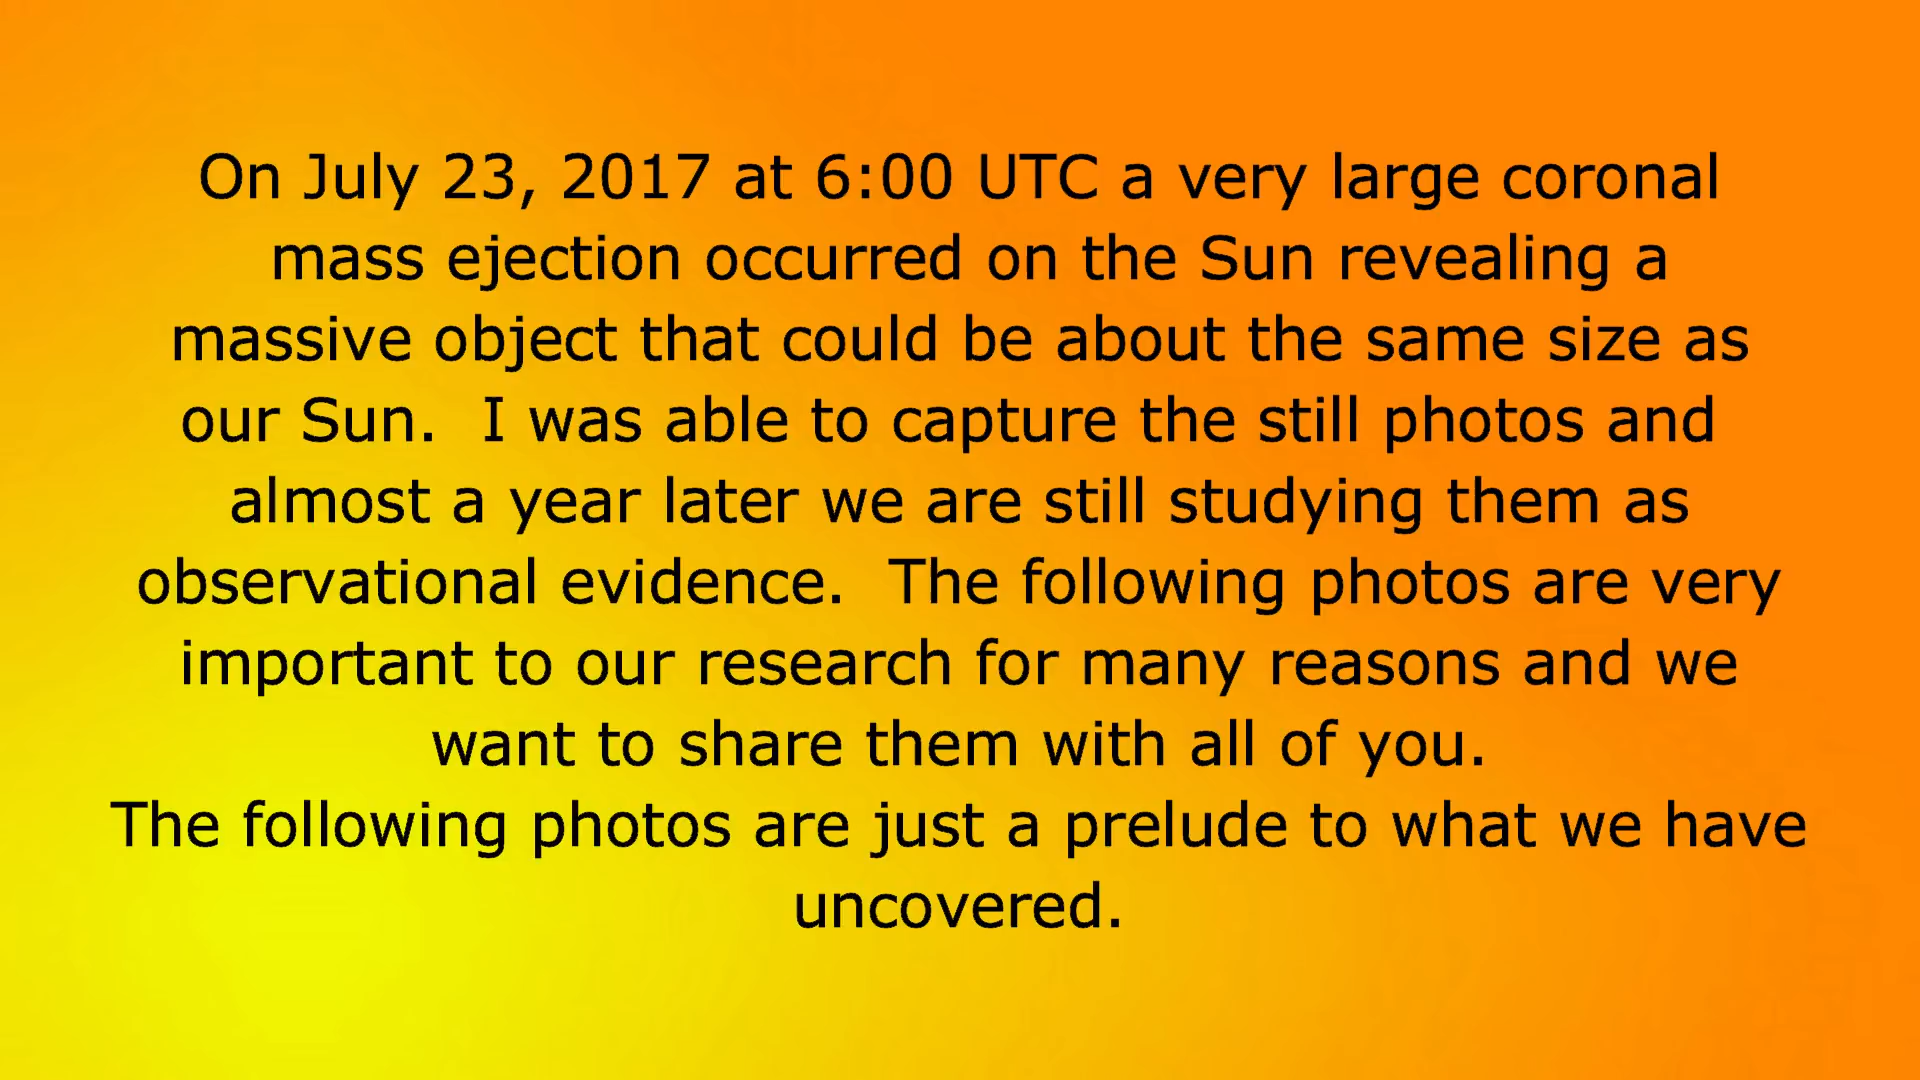 On July 23, 2017 at 6:00 UTC a very large coronal
mass ejection occurred on the Sun revealing a
massive object that could be about the same size as
our Sun.  I was able to capture the still photos and
almost a year later we are still studying them as
observational evidence.  The following photos are very
important to our research for many reasons and we
want to share them with all of you.
The following photos are just a prelude to what we have
uncovered.